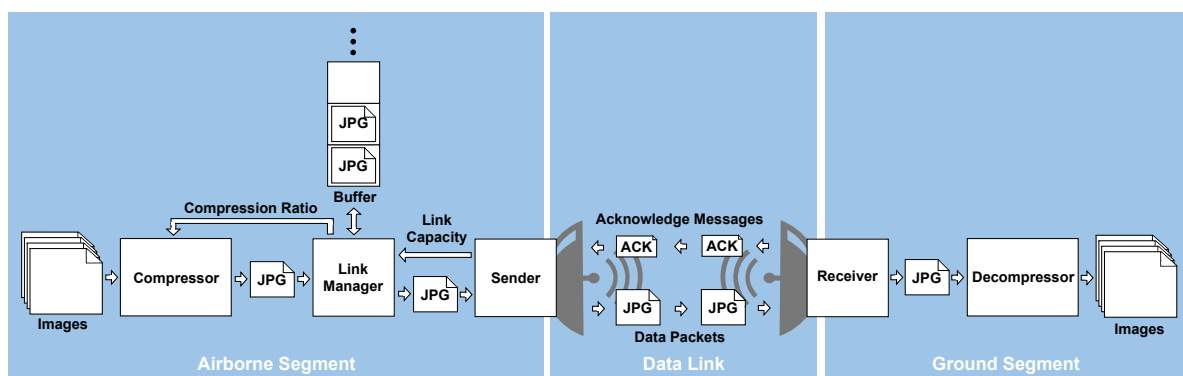 JPG
JPG
Buffer
Compression Ratio
Link
Capacity
Acknowledge Messages
ACK
ACK
Images
Compressor
JPG
Link
Manager
JPG
Sender
JPG
JPG
Data Packets
Receiver
JPG
Decompressor
Images
Airborne Segment
Data Link
Ground Segment